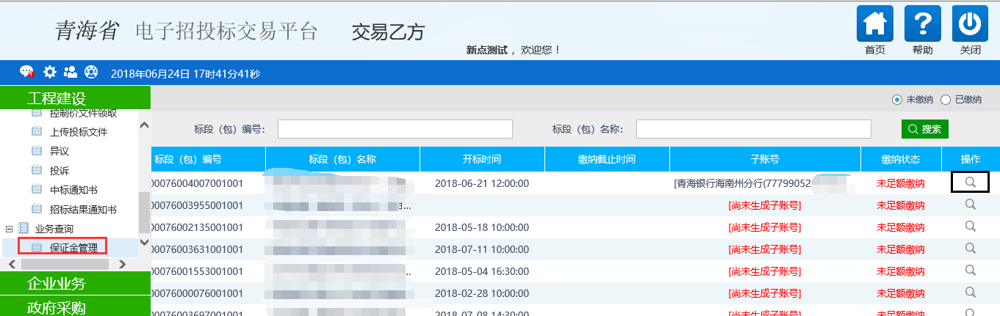 青海省 电子招投标交易平台 交易乙方
新点测试，欢迎您！
首页 帮助 关闭
2018年06月24日 17时41分41秒
工程建设
控制价文件领取
上传投标文件
异议
投诉
中标通知书
招标结果通知书
业务查询
保证金管理
企业业务
政府采购
未缴纳 已缴纳
标段（包）编号： 标段（包）名称： 搜索
标段（包）编号 标段（包）名称 开标时间 缴纳截止时间 子账号 缴纳状态 操作
00076004007001001 2018-06-21 12:00:00 [青海银行海南州分行(77799052 未足额缴纳
00076003955001001 ... [尚未生成子账号] 未足额缴纳
00076002135001001 2018-05-18 10:00:00 [尚未生成子账号] 未足额缴纳
00076003631001001 2018-07-11 10:00:00 [尚未生成子账号] 未足额缴纳
00076001553001001 2018-05-04 16:30:00 [尚未生成子账号] 未足额缴纳
00076000076001001 2018-02-28 10:00:00 [尚未生成子账号] 未足额缴纳
00076003697001001 2018-07-08 14:30:00 [尚未生成子账号] 未足额缴纳